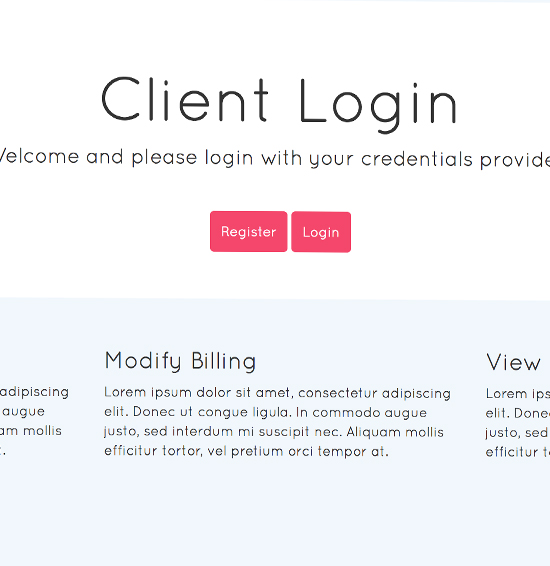 Client Login
Welcome and please login with your credentials provide
Register Login
Modify Billing
Lorem ipsum dolor sit amet, consectetur adipiscing
elit. Donec ut congue ligula. In commodo augue
justo, sed interdum mi suscipit nec. Aliquam mollis
efficitur tortor, vel pretium orci tempor at.
adipiscing
augue
am mollis
View
Lorem ips
elit. Donec
justo, sed
efficitur t